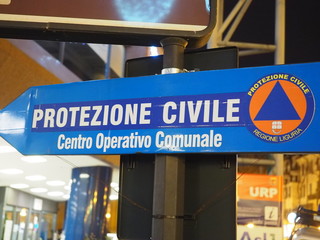 PROTEZIONE CIVILE
Centro Operativo Comunale
PROTEZIONE CIVILE
REGIONE LIGURIA
URP